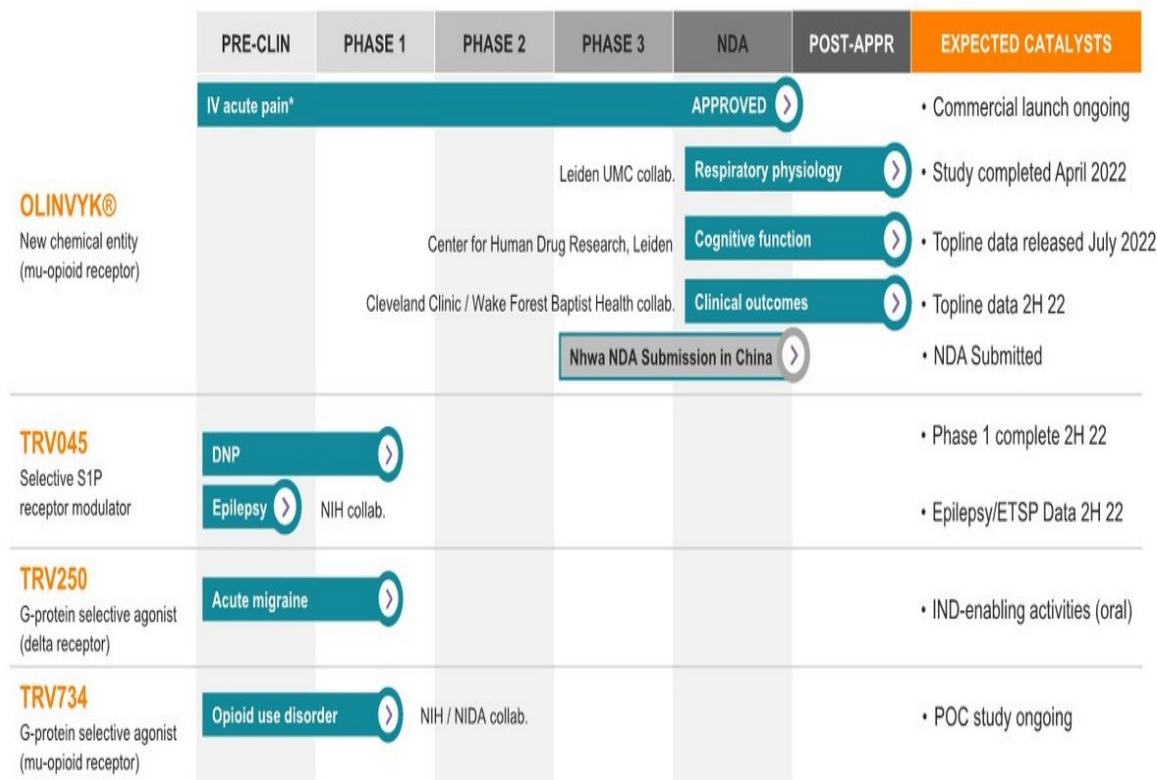 PRE-CLIN PHASE 1 PHASE 2 PHASE 3 NDA POST-APPR EXPECTED CATALYSTS
IV acute pain* APPROVED • Commercial launch ongoing
Leiden UMC collab. Respiratory physiology • Study completed April 2022
OLINVYK®
New chemical entity
(mu-opioid receptor)
Center for Human Drug Research, Leiden Cognitive function • Topline data released July 2022
Cleveland Clinic / Wake Forest Baptist Health collab. Clinical outcomes • Topline data 2H 22
Nhwa NDA Submission in China • NDA Submitted
TRV045
Selective S1P
receptor modulator
DNP • Phase 1 complete 2H 22
Epilepsy NIH collab. • Epilepsy/ETSP Data 2H 22
TRV250
G-protein selective agonist
(delta receptor)
Acute migraine • IND-enabling activities (oral)
TRV734
G-protein selective agonist
(mu-opioid receptor)
Opioid use disorder NIH / NIDA collab. • POC study ongoing